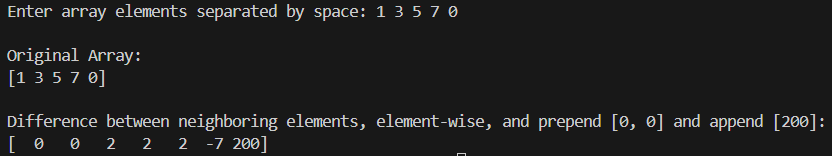 Enter array elements separated by space: 1 3 5 7 0
Original Array:
[1 3 5 7 0]
Difference between neighboring elements, element-wise, and prepend [0, 0] and append [200]:
[  0   0   2   2   2  -7 200]